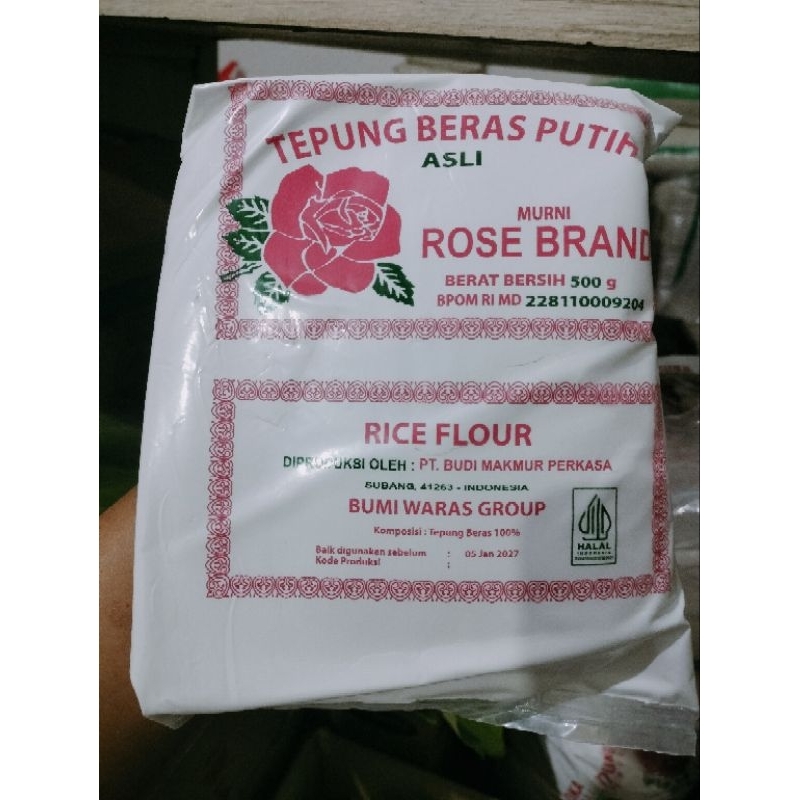 TEPUNG BERAS PUTIH
ASLI
MURNI
ROSE BRAND
BERAT BERSIH 500 g
BPOM RI MD 228110009204
RICE FLOUR
DIPRODUKSI OLEH : PT. BUDI MAKMUR PERKASA
SUBANG, 41263 - INDONESIA
BUMI WARAS GROUP
Komposisi : Tepung Beras 100%
Baik digunakan sebelum : 05 Jan 2027
Kode Produksi :
HALAL
INDONESIA